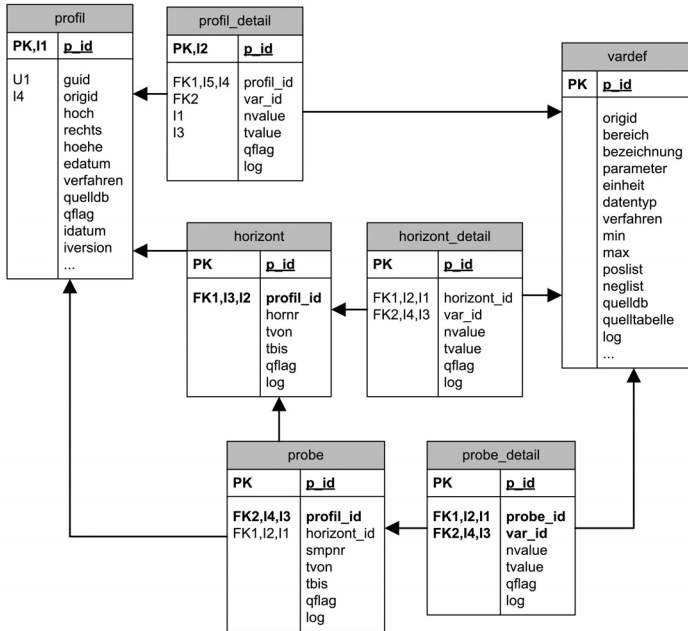 profil
PK,I1 p_id
U1 guid
I4 origid
hoch
rechts
hoehe
edatum
verfahren
quelldb
qflag
idatum
iversion
...
profil_detail
PK,I2 p_id
FK1,I5,I4 profil_id
FK2 var_id
I1 nvalue
I3 tvalue
qflag
log
vardef
PK p_id
origid
bereich
bezeichnung
parameter
einheit
datentyp
verfahren
min
max
poslist
neglist
quelldb
quelltabelle
log
...
horizont
PK p_id
FK1,I3,I2 profil_id
hornr
tvon
tbis
qflag
log
horizont_detail
PK p_id
FK1,I2,I1 horizont_id
FK2,I4,I3 var_id
nvalue
tvalue
qflag
log
probe
PK p_id
FK2,I4,I3 profil_id
FK1,I2,I1 horizont_id
smpnr
tvon
tbis
qflag
log
probe_detail
PK p_id
FK1,I2,I1 probe_id
FK2,I4,I3 var_id
nvalue
tvalue
qflag
log